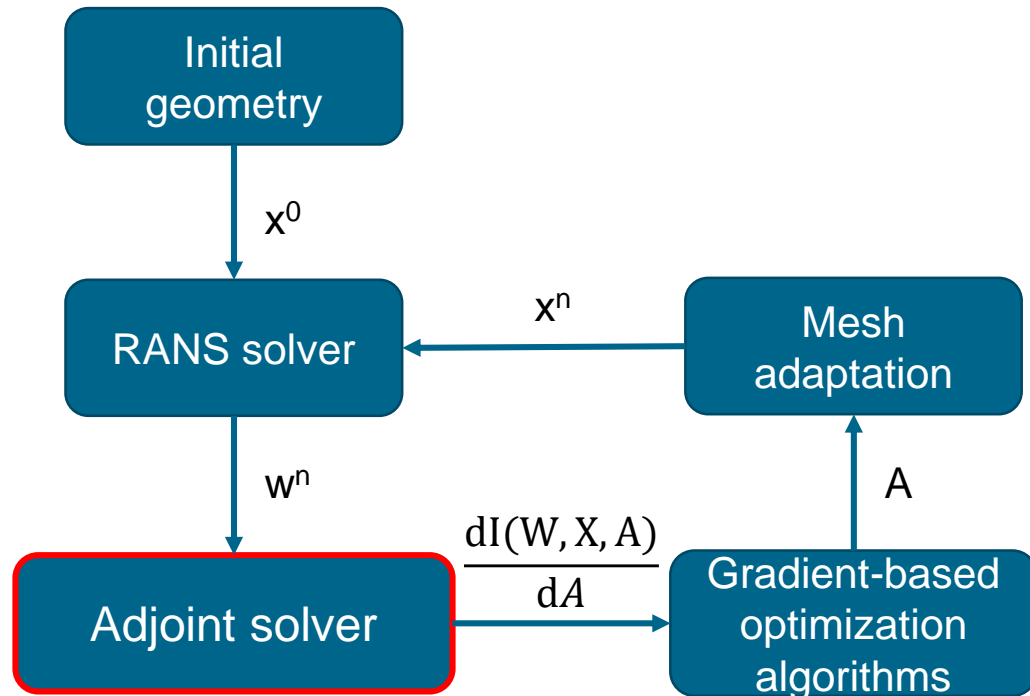 Initial
geometry
x⁰
RANS solver
xⁿ
Mesh
adaptation
wⁿ
A
dI(W, X, A)
dA
Adjoint solver
Gradient-based
optimization
algorithms